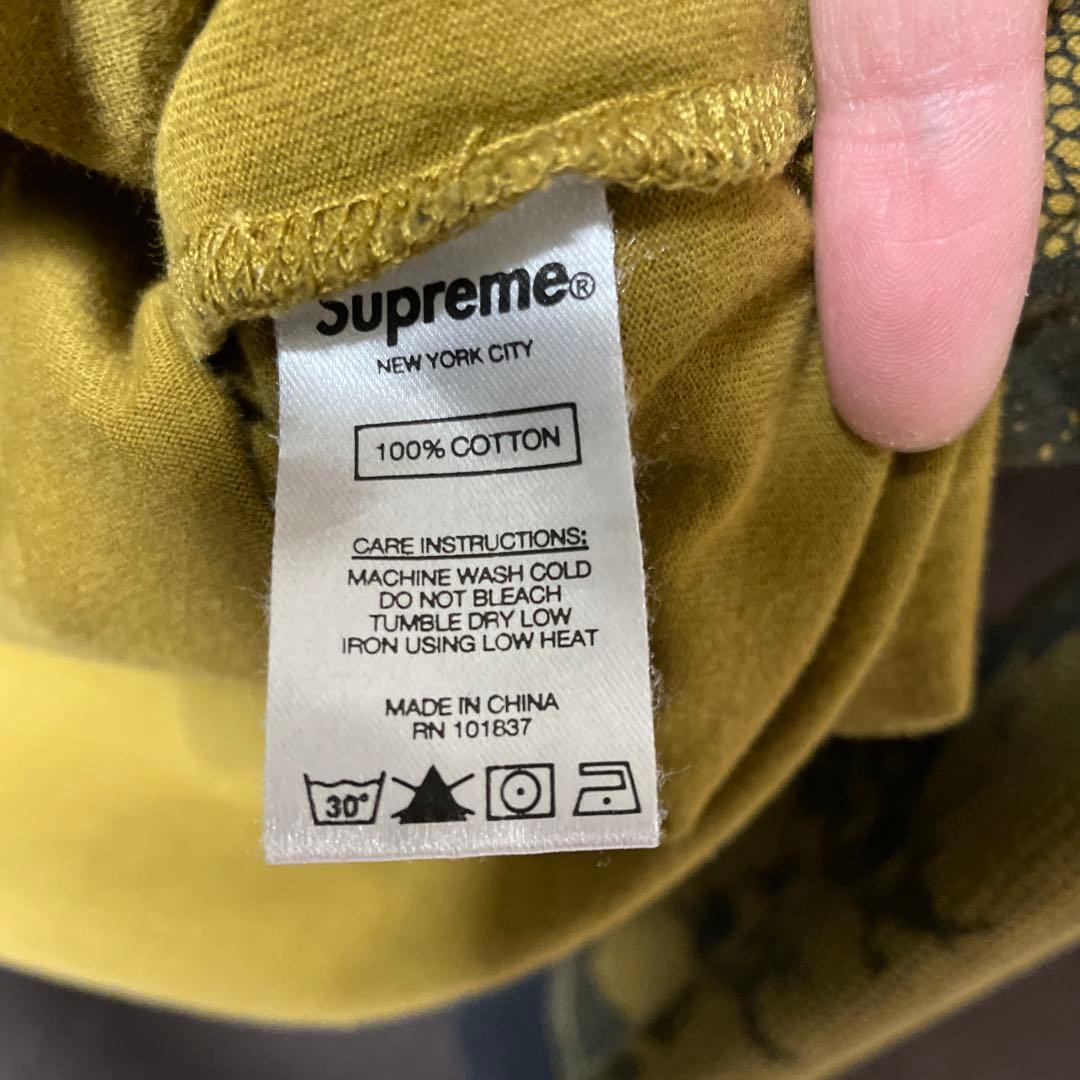 Supreme®
NEW YORK CITY
100% COTTON
CARE INSTRUCTIONS:
MACHINE WASH COLD
DO NOT BLEACH
TUMBLE DRY LOW
IRON USING LOW HEAT
MADE IN CHINA
RN 101837
30°